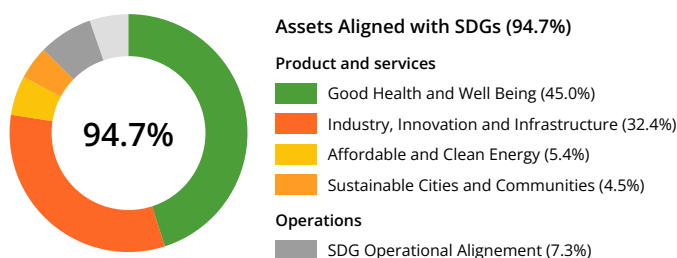 94.7%
Assets Aligned with SDGs (94.7%)
Product and services
Good Health and Well Being (45.0%)
Industry, Innovation and Infrastructure (32.4%)
Affordable and Clean Energy (5.4%)
Sustainable Cities and Communities (4.5%)
Operations
SDG Operational Alignement (7.3%)